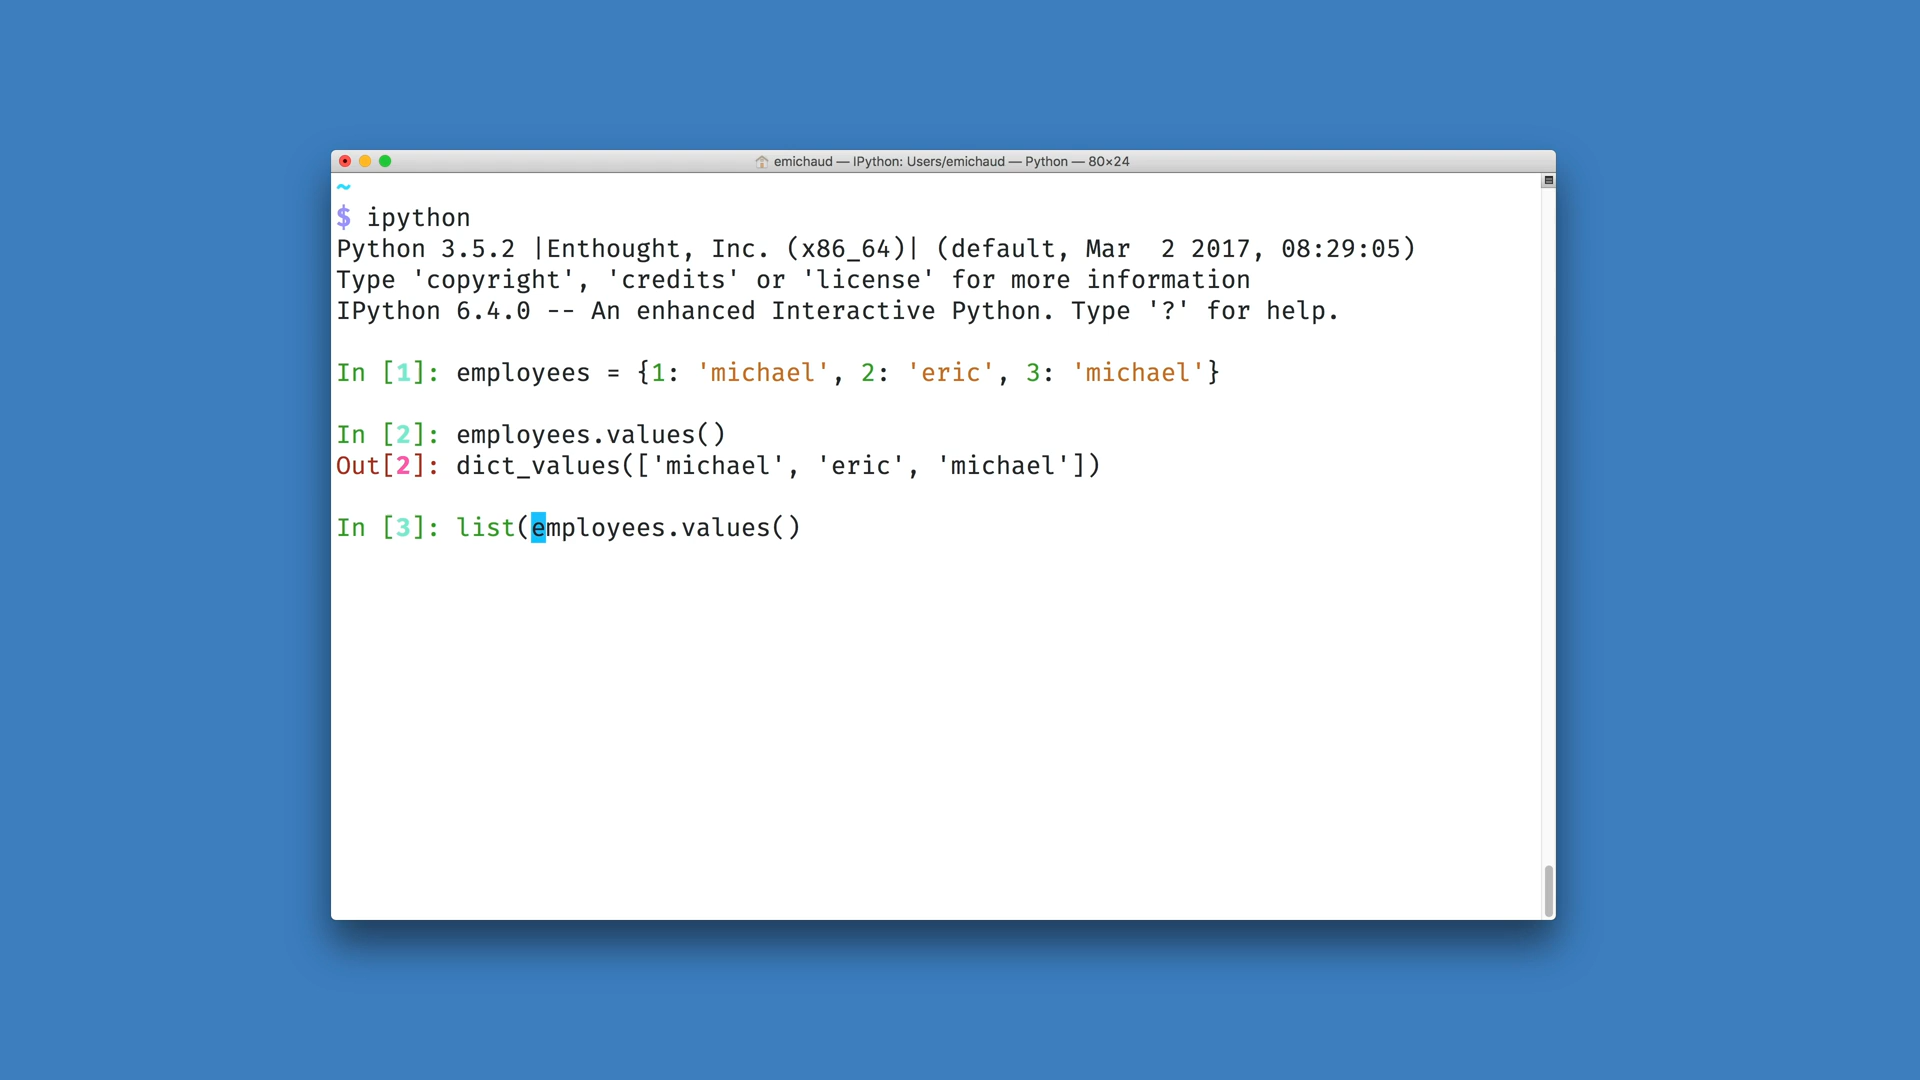 emichaud — IPython: Users/emichaud — Python — 80×24
~
$ ipython
Python 3.5.2 |Enthought, Inc. (x86_64)| (default, Mar  2 2017, 08:29:05)
Type 'copyright', 'credits' or 'license' for more information
IPython 6.4.0 -- An enhanced Interactive Python. Type '?' for help.
In [1]: employees = {1: 'michael', 2: 'eric', 3: 'michael'}
In [2]: employees.values()
Out[2]: dict_values(['michael', 'eric', 'michael'])
In [3]: list(employees.values()